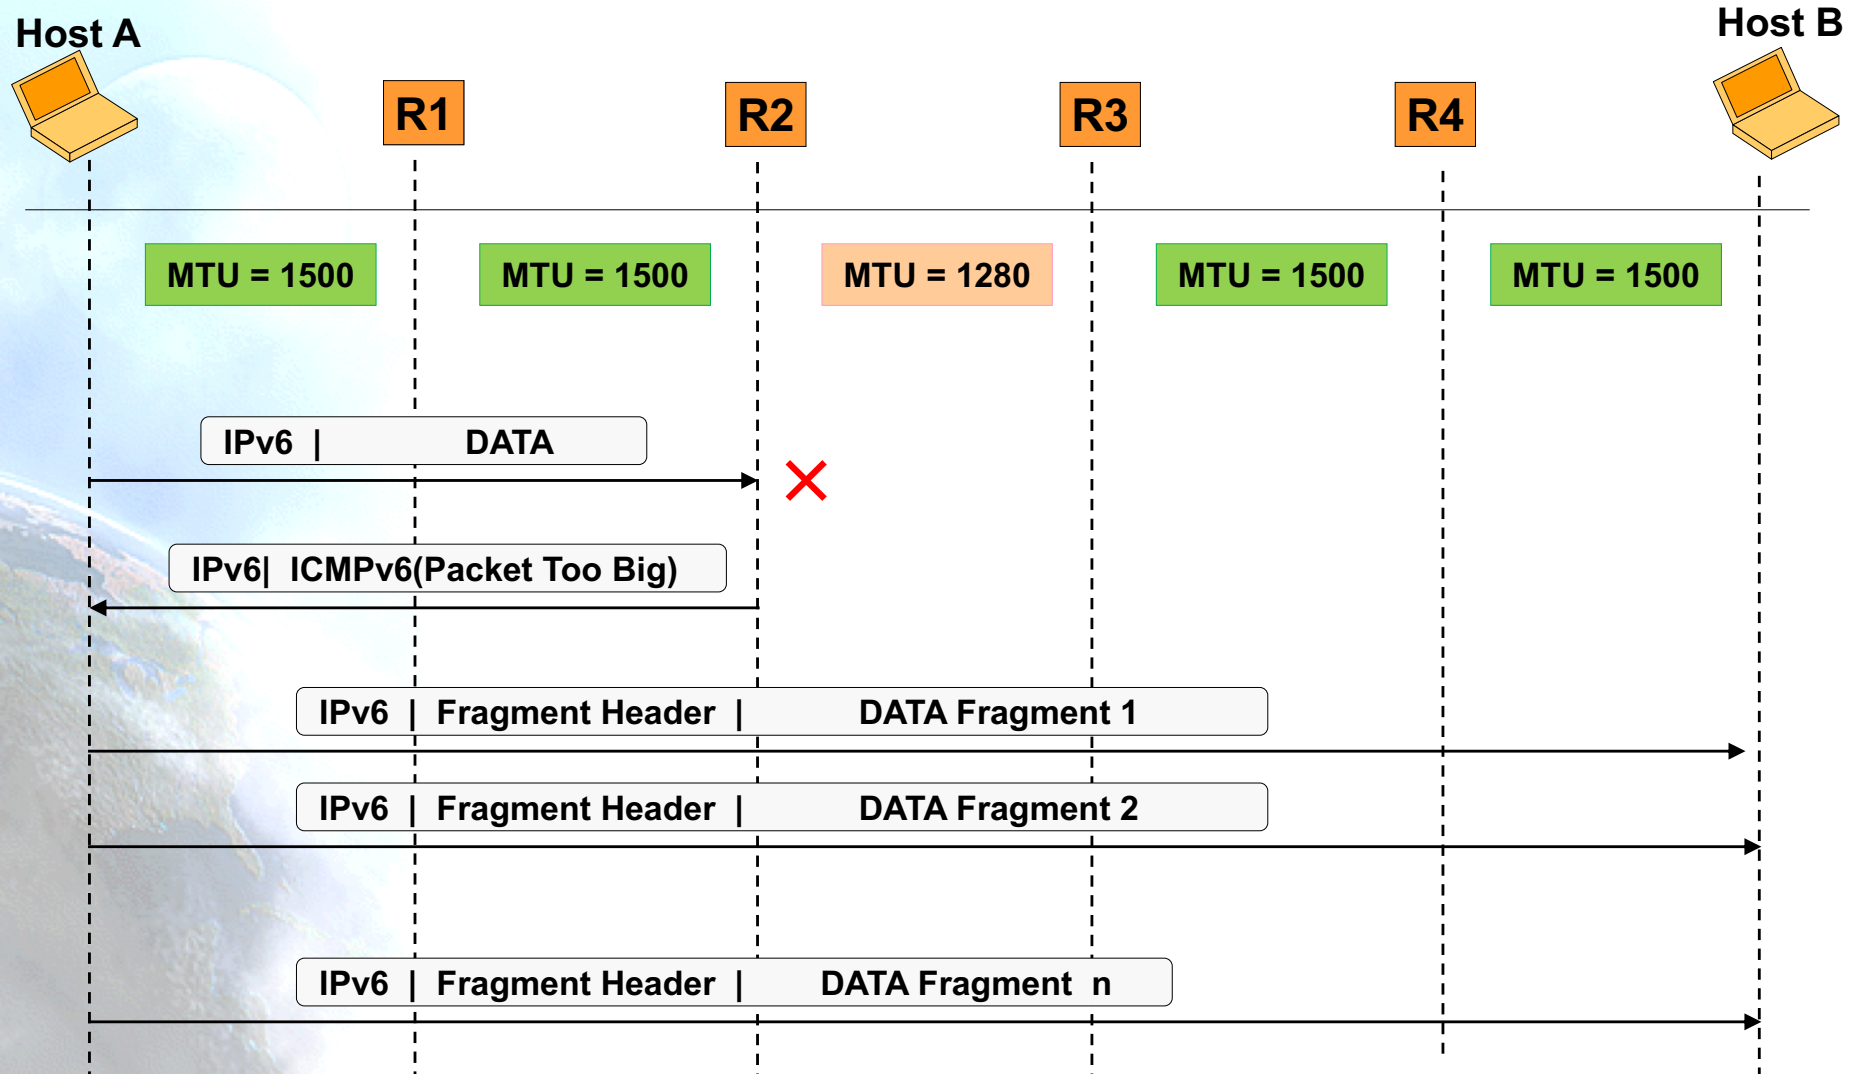 Host A
Host B
R1
R2
R3
R4
MTU = 1500
MTU = 1500
MTU = 1280
MTU = 1500
MTU = 1500
IPv6 | DATA
IPv6| ICMPv6(Packet Too Big)
IPv6 | Fragment Header | DATA Fragment 1
IPv6 | Fragment Header | DATA Fragment 2
IPv6 | Fragment Header | DATA Fragment n